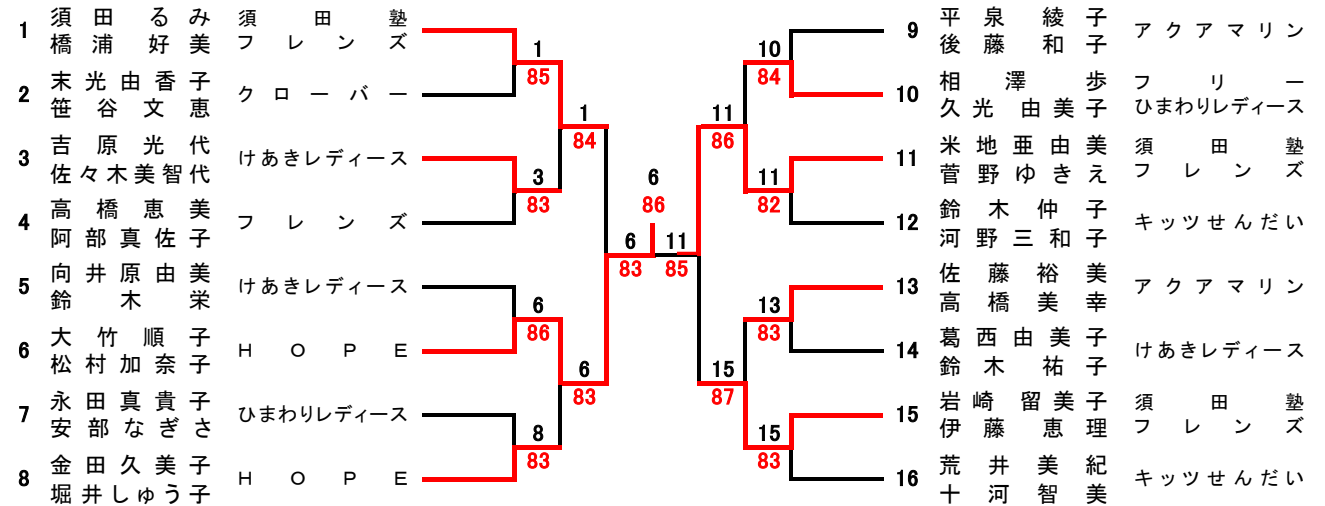 1 須田るみ 須田塾
橋浦好美 フレンズ
2 末光由香子 クローバー
笹谷文恵
3 吉原光代 けあきレディース
佐々木美智代
4 高橋恵美 フレンズ
阿部真佐子
5 向井原由美 けあきレディース
鈴木栄
6 大竹順子 HOPE
松村加奈子
7 永田真貴子 ひまわりレディース
安部なぎさ
8 金田久美子 HOPE
堀井しゅう子
1
85
3
83
6
86
8
83
1
84
6
83
6
83
6
86
11
85
11
86
15
87
10
84
11
82
13
83
15
83
9 平泉綾子 アクアマリン
後藤和子
10 相澤歩 フリー
久光由美子 ひまわりレディース
11 米地亜由美 須田塾
菅野ゆきえ フレンズ
12 鈴木仲子 キッツせんだい
河野三和子
13 佐藤裕美 アクアマリン
高橋美幸
14 葛西由美子 けあきレディース
鈴木祐子
15 岩崎留美子 須田塾
伊藤恵理 フレンズ
16 荒井美紀 キッツせんだい
十河智美